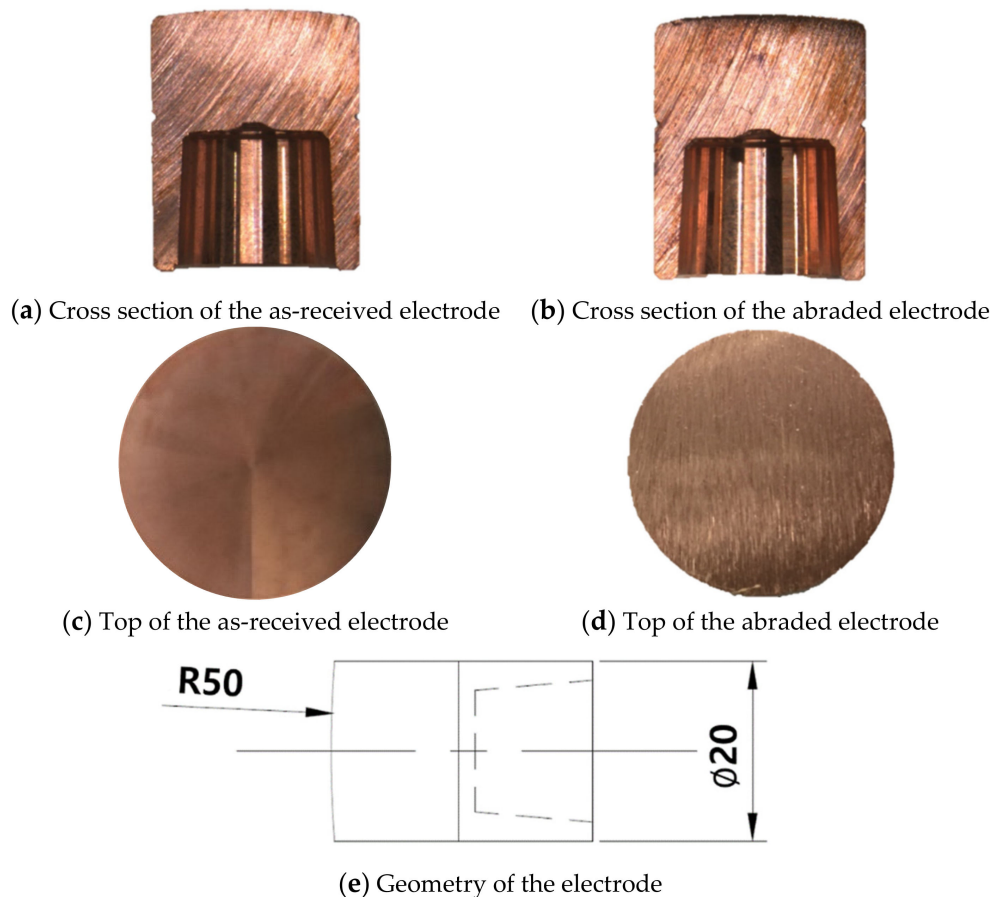 (a) Cross section of the as-received electrode
(b) Cross section of the abraded electrode
(c) Top of the as-received electrode
(d) Top of the abraded electrode
R50
Ø20
(e) Geometry of the electrode